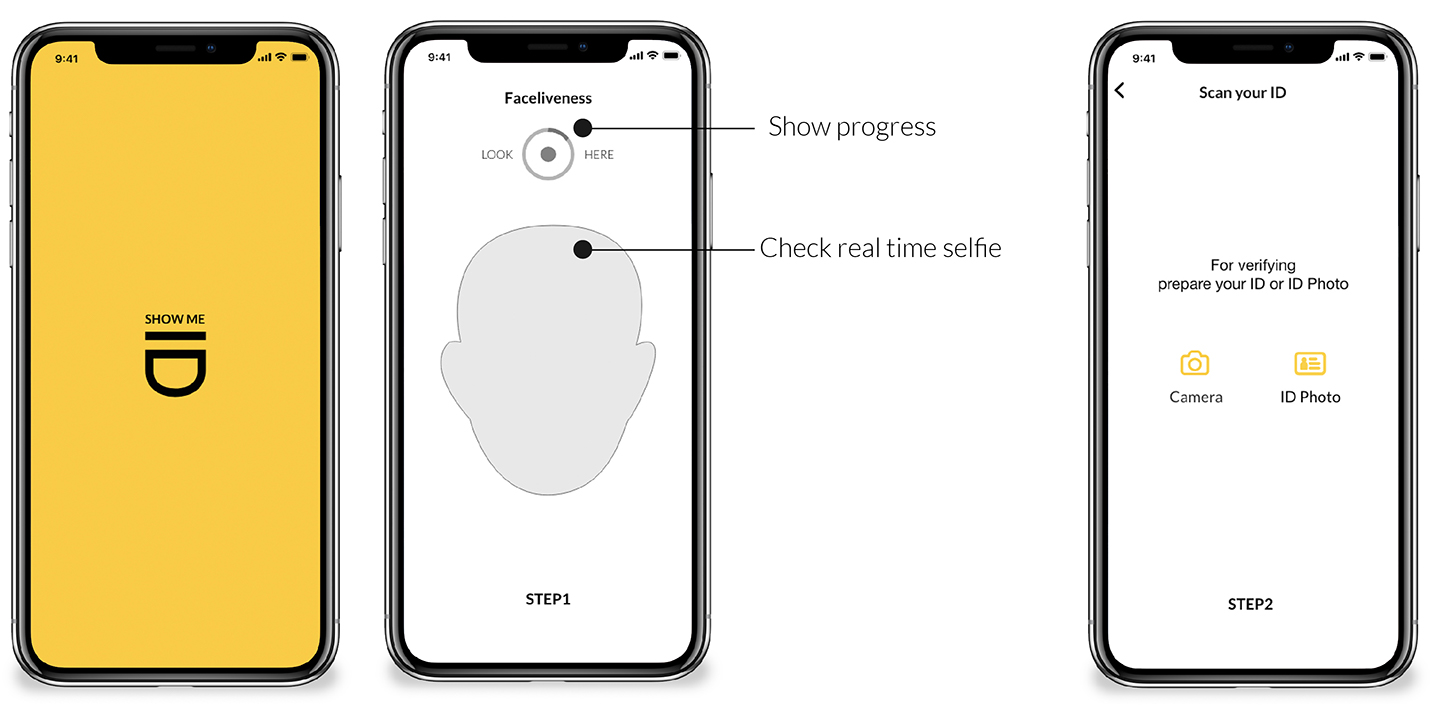 9:41
SHOW ME
ID
9:41
Faceliveness
LOOK HERE
Show progress
Check real time selfie
STEP1
9:41
Scan your ID
For verifying
prepare your ID or ID Photo
Camera ID Photo
STEP2